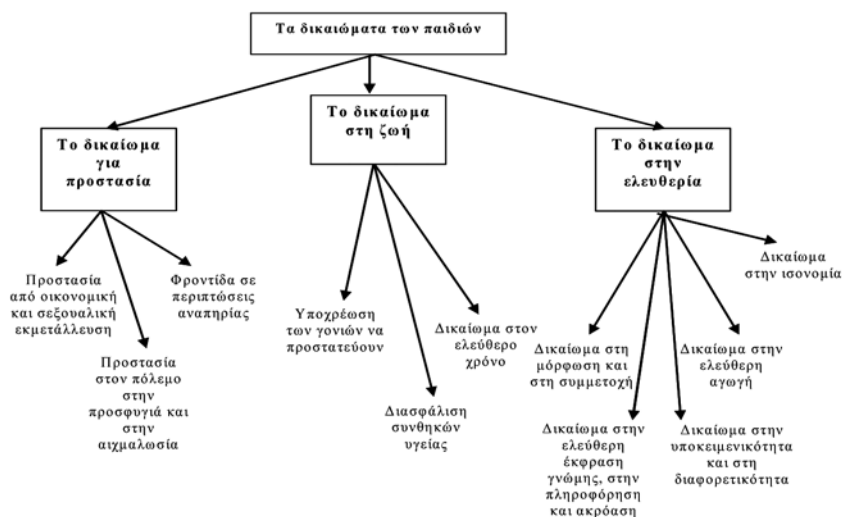 Τα δικαιώματα των παιδιών
Το δικαίωμα
για
προστασία
Το δικαίωμα
στη ζωή
Το δικαίωμα
στην
ελευθερία
Προστασία
από οικονομική
και σεξουαλική
εκμετάλλευση
Προστασία
στον πόλεμο
στην
προσφυγιά και
στην
αιχμαλωσία
Φροντίδα σε
περιπτώσεις
αναπηρίας
Υποχρέωση
των γονιών να
προστατεύουν
Διασφάλιση
συνθηκών
υγείας
Δικαίωμα στον
ελεύθερο
χρόνο
Δικαίωμα στη
μόρφωση και
στη συμμετοχή
Δικαίωμα στην
ελεύθερη
έκφραση
γνώμης, στην
πληροφόρηση
και ακρόαση
Δικαίωμα στην
υποκειμενικότητα
και στη
διαφορετικότητα
Δικαίωμα στην
ελεύθερη
αγωγή
Δικαίωμα
στην ισονομία